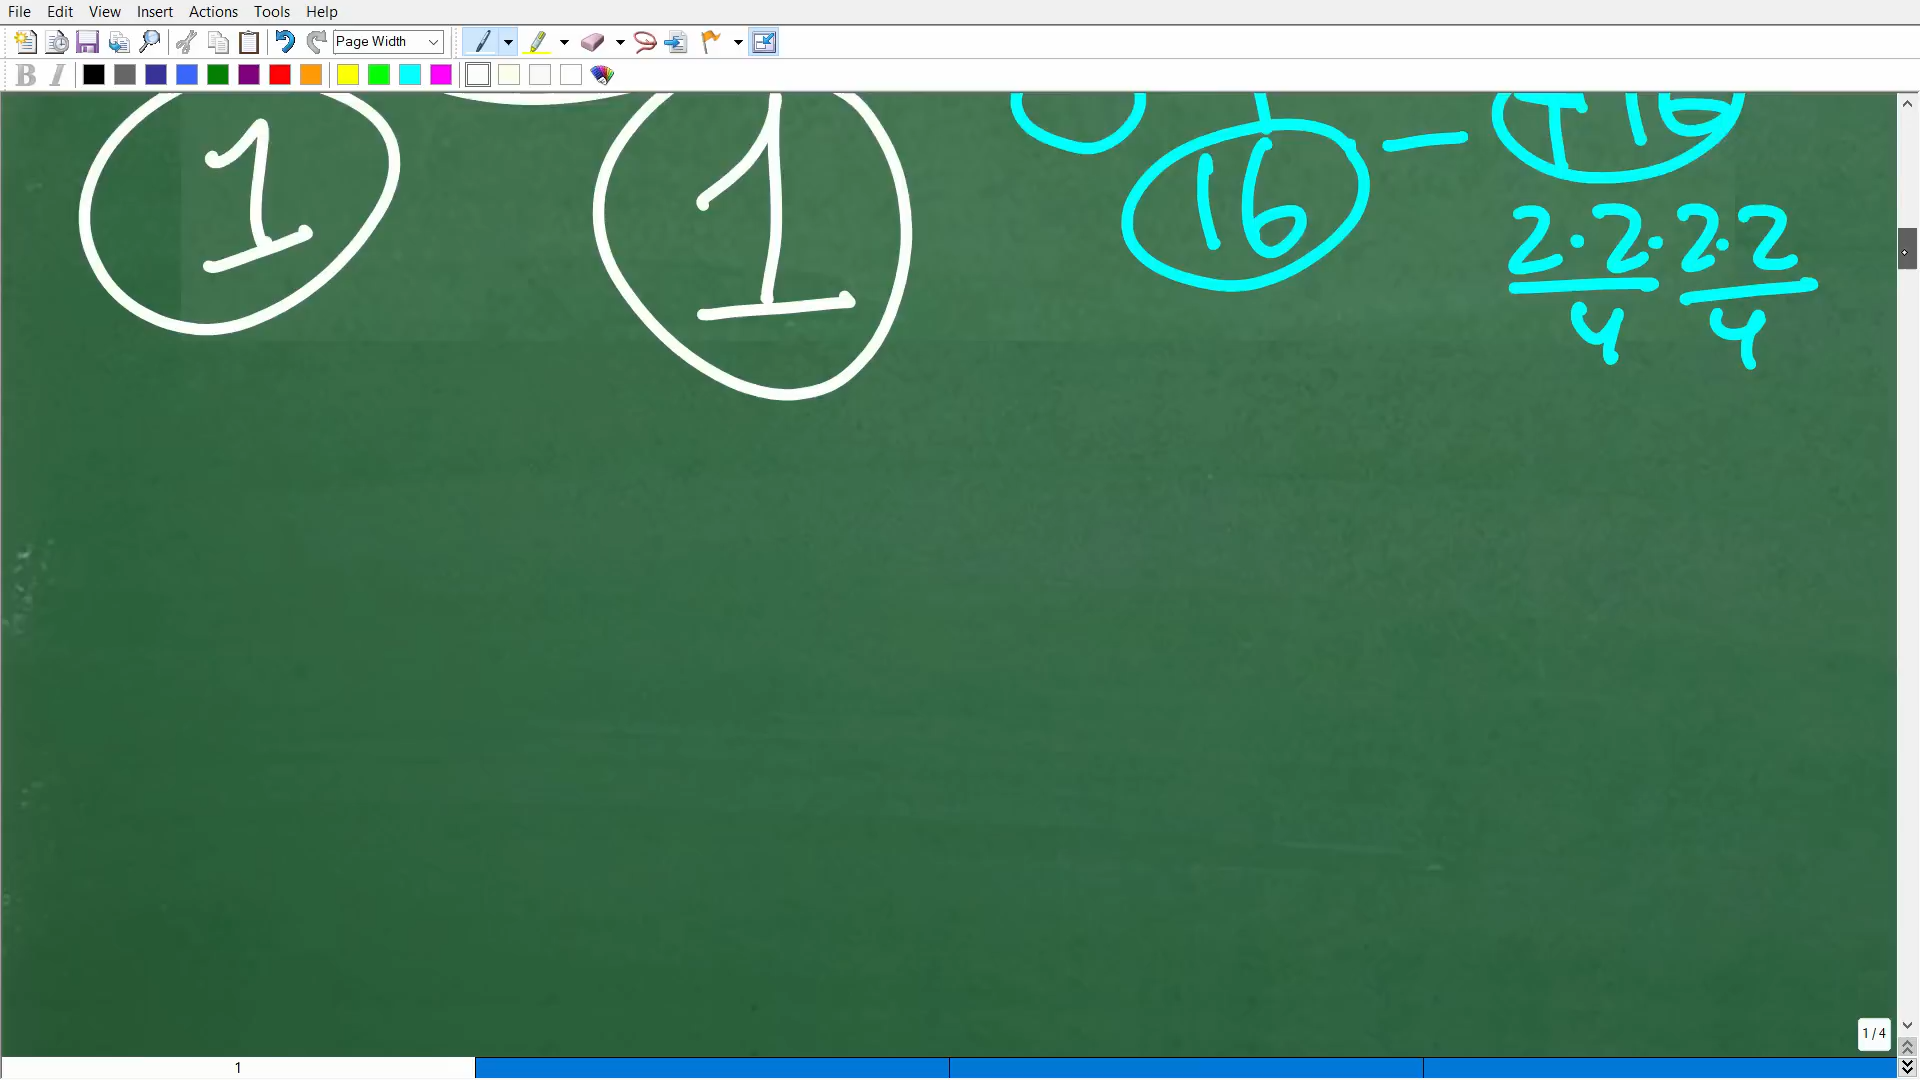 File Edit View Insert Actions Tools Help
Page Width
B I
1 1 16 — +16
2·2·2·2
4 4
1 / 4
1